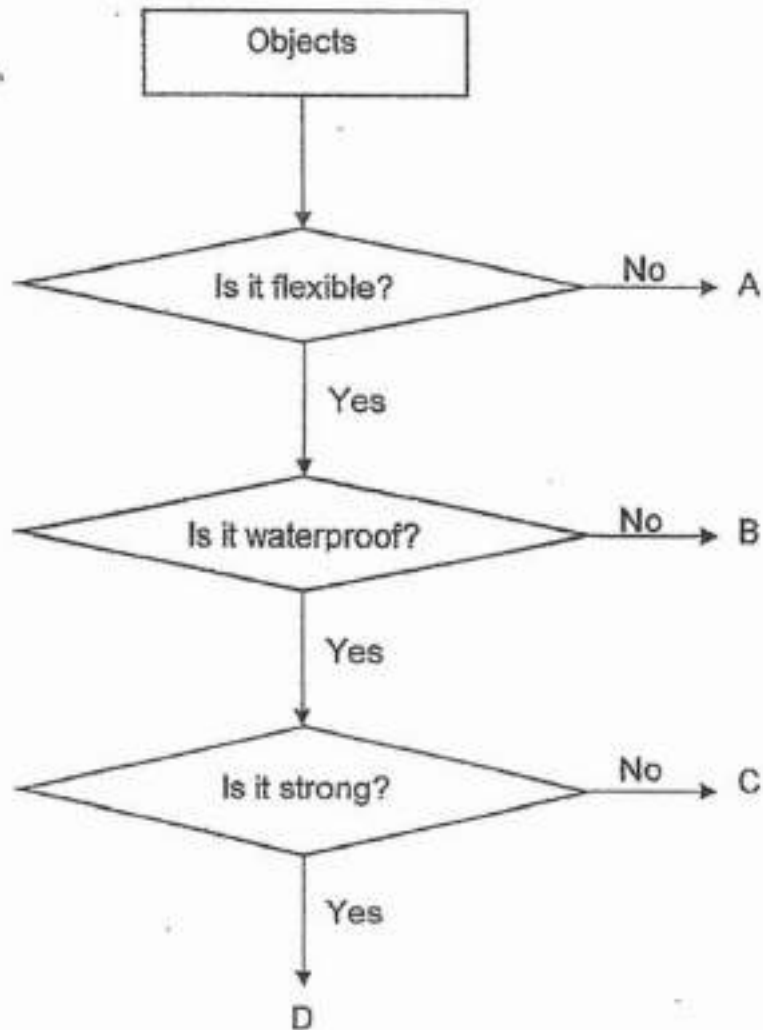 Objects
Is it flexible?
No
A
Yes
Is it waterproof?
No
B
Yes
Is it strong?
No
C
Yes
D